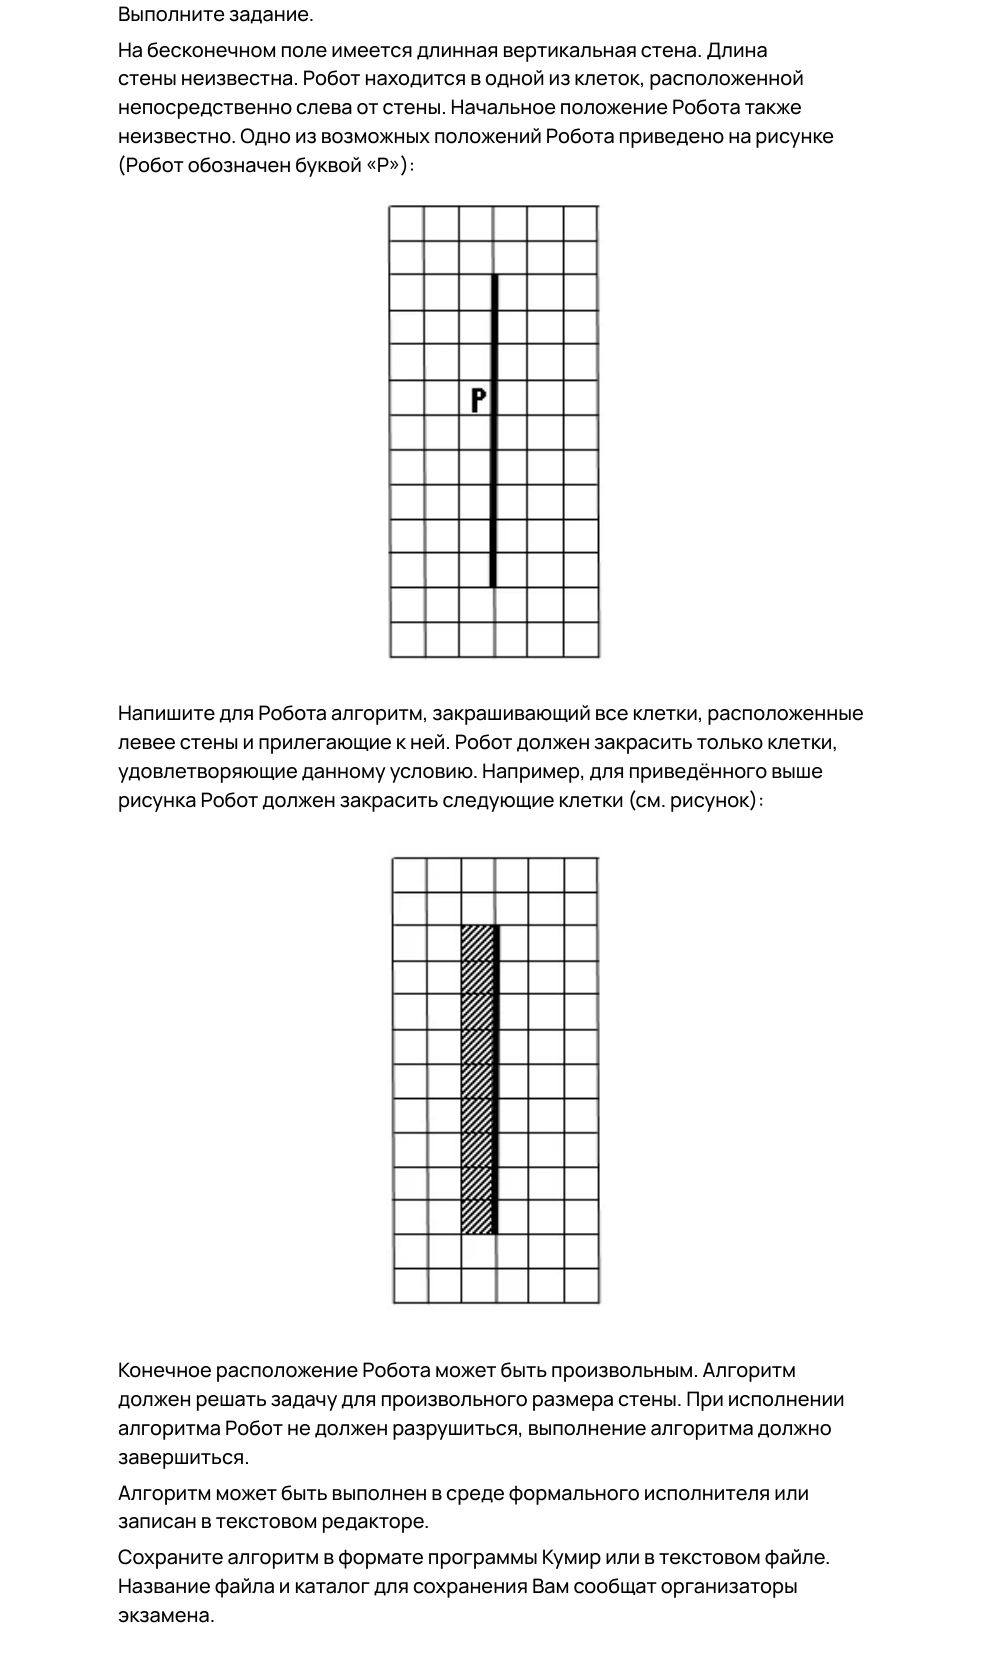 Выполните задание.
На бесконечном поле имеется длинная вертикальная стена. Длина
стены неизвестна. Робот находится в одной из клеток, расположенной
непосредственно слева от стены. Начальное положение Робота также
неизвестно. Одно из возможных положений Робота приведено на рисунке
(Робот обозначен буквой «Р»):
Р
Напишите для Робота алгоритм, закрашивающий все клетки, расположенные
левее стены и прилегающие к ней. Робот должен закрасить только клетки,
удовлетворяющие данному условию. Например, для приведённого выше
рисунка Робот должен закрасить следующие клетки (см. рисунок):
Конечное расположение Робота может быть произвольным. Алгоритм
должен решать задачу для произвольного размера стены. При исполнении
алгоритма Робот не должен разрушиться, выполнение алгоритма должно
завершиться.
Алгоритм может быть выполнен в среде формального исполнителя или
записан в текстовом редакторе.
Сохраните алгоритм в формате программы Кумир или в текстовом файле.
Название файла и каталог для сохранения Вам сообщат организаторы
экзамена.